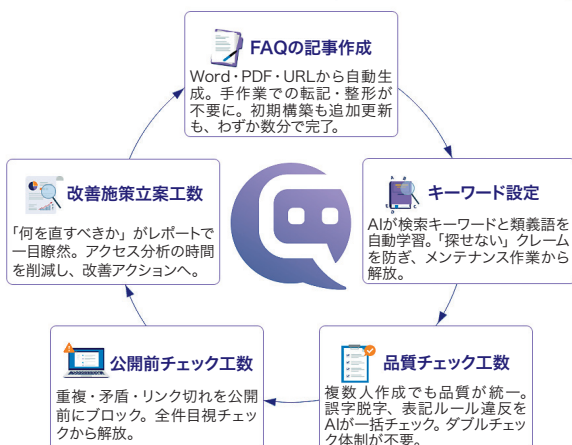 FAQの記事作成
Word・PDF・URLから自動生
成。手作業での転記・整形が
不要に。初期構築も追加更新
も、わずか数分で完了。
キーワード設定
AIが検索キーワードと類義語を
自動学習。「探せない」クレーム
を防ぎ、メンテナンス作業から
解放。
品質チェック工数
複数人作成でも品質が統一。
誤字脱字、表記ルール違反を
AIが一括チェック。ダブルチェッ
ク体制が不要。
公開前チェック工数
重複・矛盾・リンク切れを公開
前にブロック。全件目視チェッ
クから解放。
改善施策立案工数
「何を直すべきか」がレポートで
一目瞭然。アクセス分析の時間
を削減し、改善アクションへ。